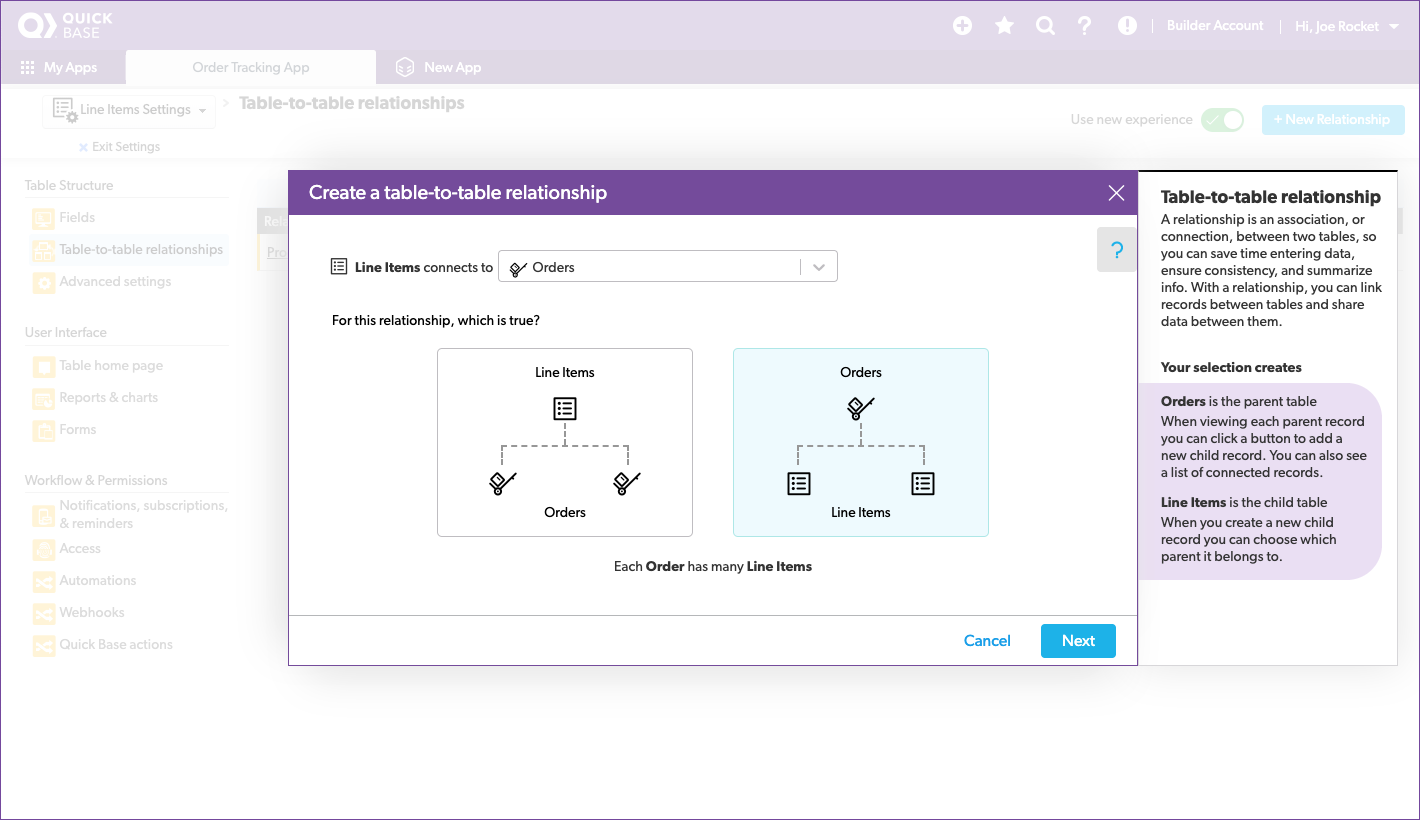 QUICK
BASE
Builder Account
Hi, Joe Rocket
My Apps
Order Tracking App
New App
Line Items Settings
> Table-to-table relationships
Use new experience
+ New Relationship
Exit Settings
Table Structure
Fields
Table-to-table relationships
Advanced settings
User Interface
Table home page
Reports & charts
Forms
Workflow & Permissions
Notifications, subscriptions,
& reminders
Access
Automations
Webhooks
Quick Base actions
Create a table-to-table relationship
?
Line Items connects to
Orders
For this relationship, which is true?
Line Items
Orders
Orders
Line Items
Each Order has many Line Items
Cancel
Next
Table-to-table relationship
A relationship is an association, or
connection, between two tables, so
you can save time entering data,
ensure consistency, and summarize
info. With a relationship, you can link
records between tables and share
data between them.
Your selection creates
Orders is the parent table
When viewing each parent record
you can click a button to add a
new child record. You can also see
a list of connected records.
Line Items is the child table
When you create a new child
record you can choose which
parent it belongs to.